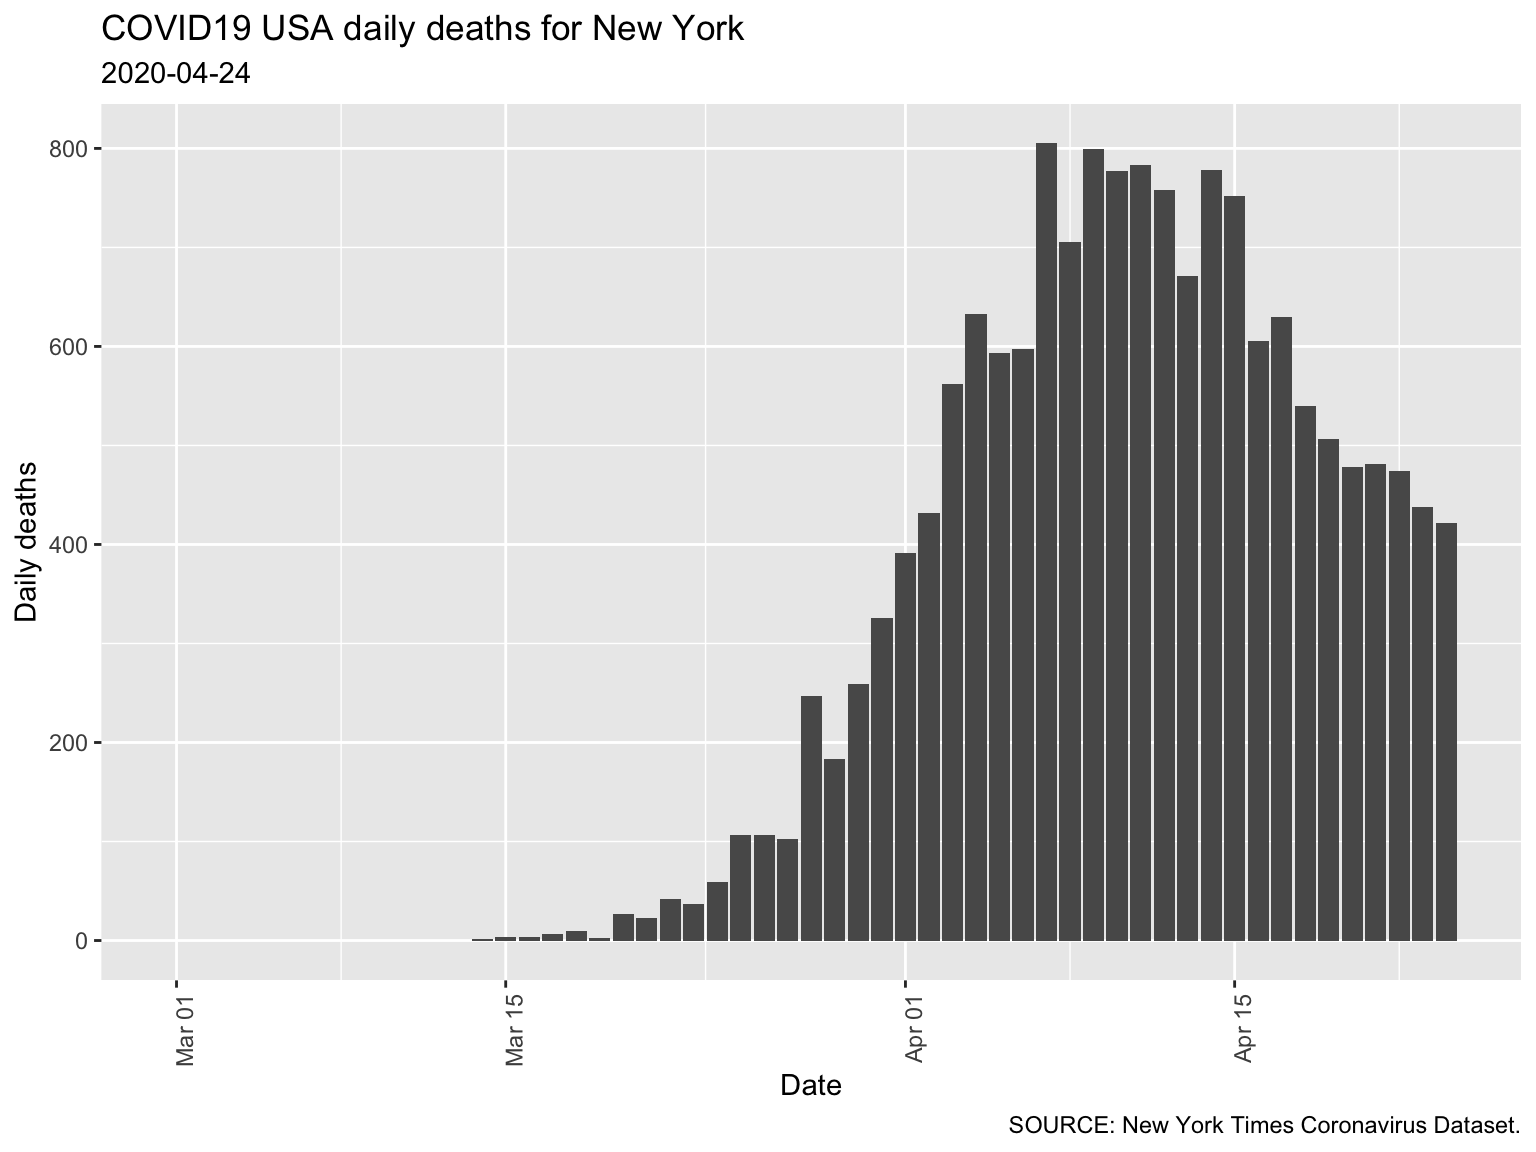 COVID19 USA daily deaths for New York
2020-04-24
Daily deaths
800
600
400
200
0
Mar 01
Mar 15
Apr 01
Apr 15
Date
SOURCE: New York Times Coronavirus Dataset.